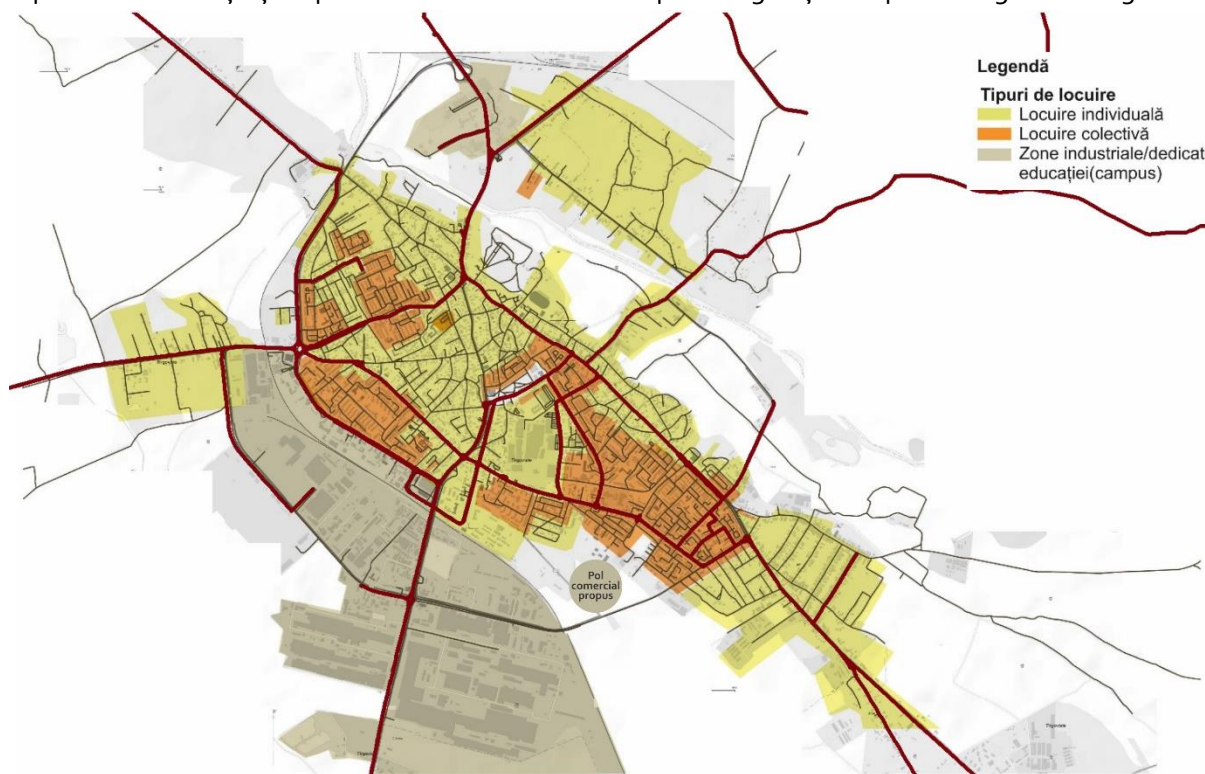 Legendă
Tipuri de locuire
Locuire individuală
Locuire colectivă
Zone industriale/dedicat
educației(campus)
Pol
comercial
propus